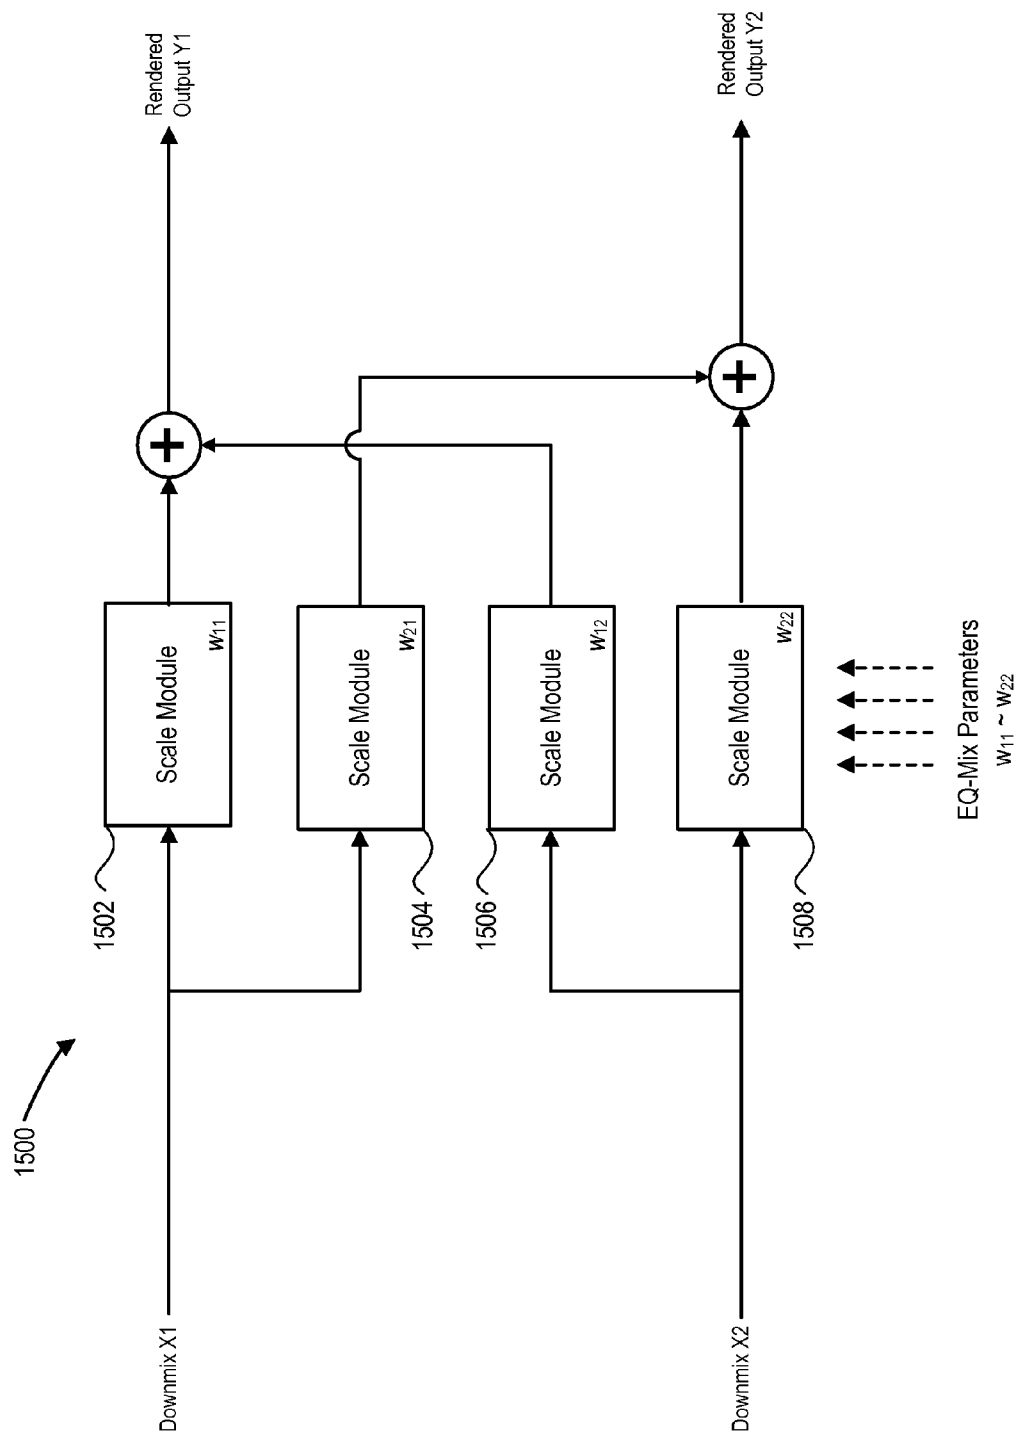 1500
Downmix X1
Downmix X2
1502
Scale Module
w11
1504
Scale Module
w21
1506
Scale Module
w12
1508
Scale Module
w22
EQ-Mix Parameters
w11 ~ w22
Rendered
Output Y1
Rendered
Output Y2